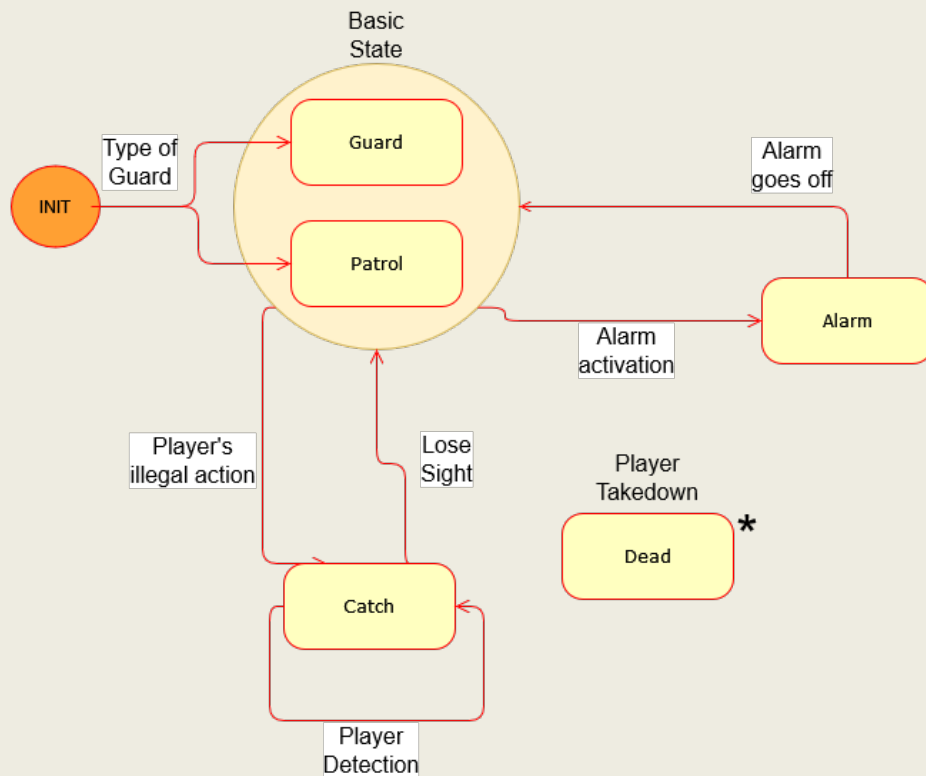 Basic
State
Guard
Type of
Guard
Alarm
goes off
INIT
Patrol
Alarm
Alarm
activation
Player's
illegal action
Lose
Sight
Player
Takedown
*
Dead
Catch
Player
Detection